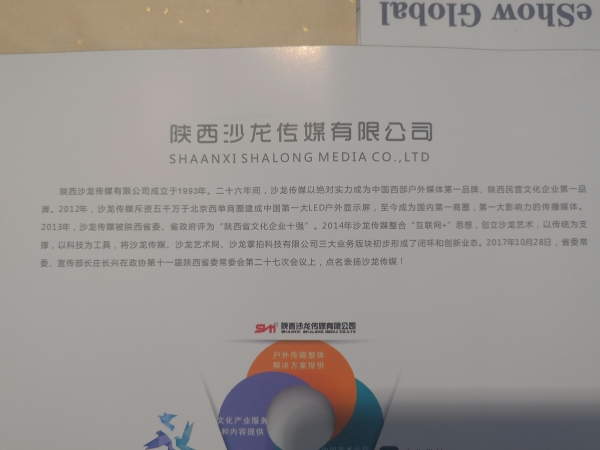 eShow Global
陕西沙龙传媒有限公司
SHAANXI SHALONG MEDIA CO.,LTD
陕西沙龙传媒有限公司成立于1993年。二十六年间，沙龙传媒以绝对实力成为中国西部户外媒体第一品牌、陕西民营文化企业第一品
牌。2012年，沙龙传媒斥资五千万于北京西单商圈建成中国第一大LED户外显示屏，至今成为国内第一商圈，第一大影响力的传播媒体。
2013年，沙龙传媒被陕西省委、省政府评为“陕西省文化企业十强”。2014年沙龙传媒整合“互联网+”思想，创立沙龙艺术，以传统为
支撑，以科技为工具，将沙龙传媒、沙龙艺术网、沙龙掌拍科技有限公司三大业务版块初步形成了闭环和创新业态。2017年10月28日，省委常
委、宣传部长庄长兴在政协第十一届陕西省委常委会第二十七次会议上，点名表扬沙龙传媒！
陕西沙龙传媒有限公司
SHAANXI SHALONG MEDIA CO.,LTD
户外传媒整体
解决方案提供
文化产业服务
和内容提供